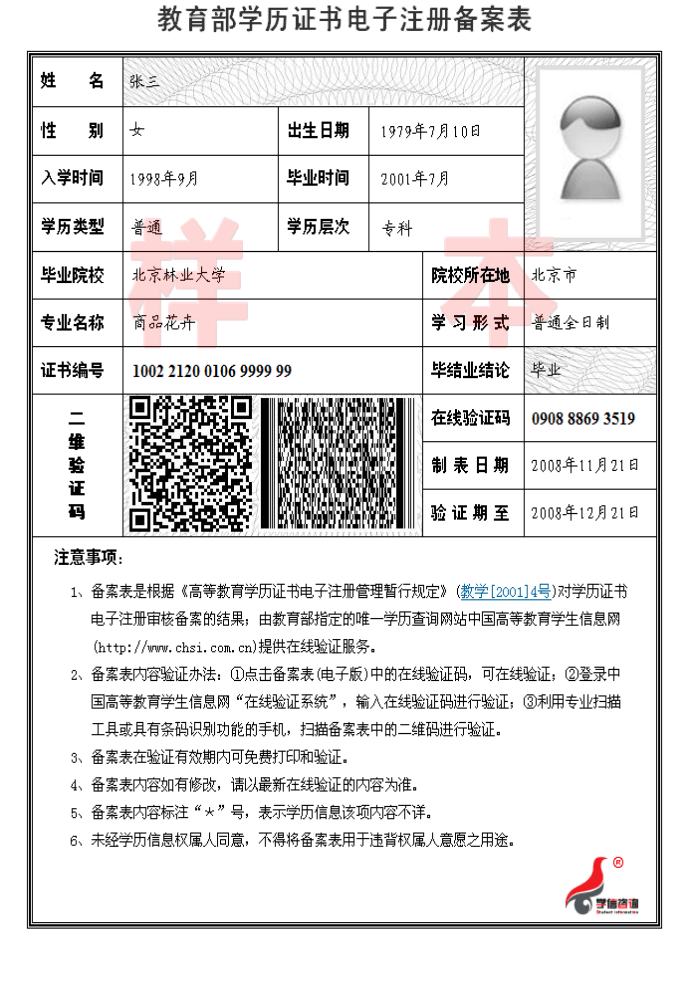 教育部学历证书电子注册备案表
姓 名 张三
性 别 女 出生日期 1979年7月10日
入学时间 1998年9月 毕业时间 2001年7月
学历类型 普通 学历层次 专科
样 本
毕业院校 北京林业大学 院校所在地 北京市
专业名称 商品花卉 学习形式 普通全日制
证书编号 1002 2120 0106 9999 99 毕结业结论 毕业
二维验证码 在线验证码 0908 8869 3519
制表日期 2008年11月21日
验证期至 2008年12月21日
注意事项:
1、备案表是根据《高等教育学历证书电子注册管理暂行规定》(教学[2001]4号)对学历证书
电子注册审核备案的结果；由教育部指定的唯一学历查询网站中国高等教育学生信息网
(http://www.chsi.com.cn)提供在线验证服务。
2、备案表内容验证办法：①点击备案表(电子版)中的在线验证码，可在线验证；②登录中
国高等教育学生信息网“在线验证系统”，输入在线验证码进行验证；③利用专业扫描
工具或具有条码识别功能的手机，扫描备案表中的二维码进行验证。
3、备案表在验证有效期内可免费打印和验证。
4、备案表内容如有修改，请以最新在线验证的内容为准。
5、备案表内容标注“＊”号，表示学历信息该项内容不详。
6、未经学历信息权属人同意，不得将备案表用于违背权属人意愿之用途。
®
学信咨询
Student information